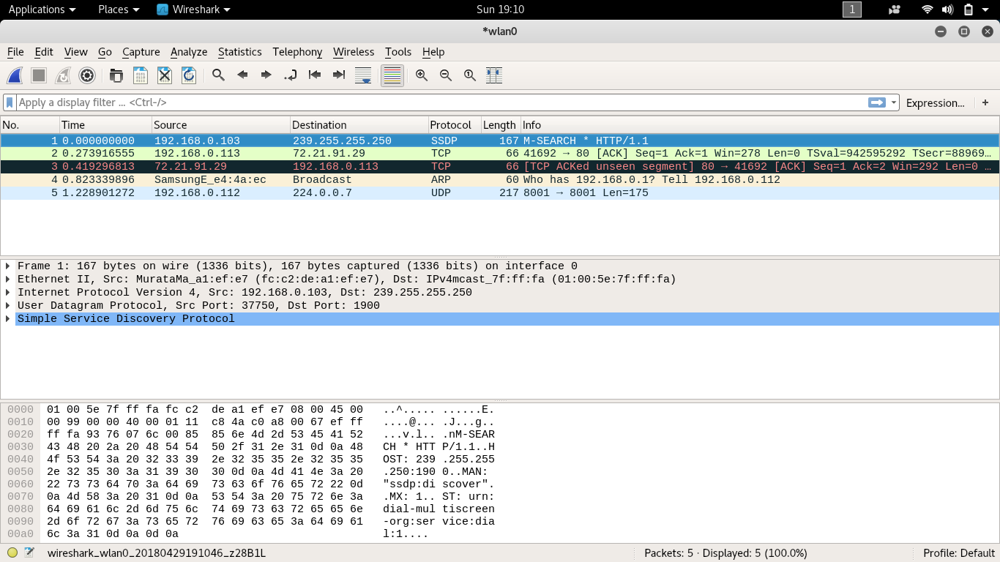 Applications Places Wireshark Sun 19:10 1
*wlan0
File Edit View Go Capture Analyze Statistics Telephony Wireless Tools Help
Apply a display filter ... <Ctrl-/> Expression... +
No. Time Source Destination Protocol Length Info
1 0.000000000 192.168.0.103 239.255.255.250 SSDP 167 M-SEARCH * HTTP/1.1
2 0.273916555 192.168.0.113 72.21.91.29 TCP 66 41692 → 80 [ACK] Seq=1 Ack=1 Win=278 Len=0 TSval=942595292 TSecr=88969…
3 0.419296813 72.21.91.29 192.168.0.113 TCP 66 [TCP ACKed unseen segment] 80 → 41692 [ACK] Seq=1 Ack=2 Win=292 Len=0 …
4 0.823339896 SamsungE_e4:4a:ec Broadcast ARP 60 Who has 192.168.0.1? Tell 192.168.0.112
5 1.228901272 192.168.0.112 224.0.0.7 UDP 217 8001 → 8001 Len=175
Frame 1: 167 bytes on wire (1336 bits), 167 bytes captured (1336 bits) on interface 0
Ethernet II, Src: MurataMa_a1:ef:e7 (fc:c2:de:a1:ef:e7), Dst: IPv4mcast_7f:ff:fa (01:00:5e:7f:ff:fa)
Internet Protocol Version 4, Src: 192.168.0.103, Dst: 239.255.255.250
User Datagram Protocol, Src Port: 37750, Dst Port: 1900
Simple Service Discovery Protocol
0000 01 00 5e 7f ff fa fc c2 de a1 ef e7 08 00 45 00 ..^..... ......E.
0010 00 99 00 00 40 00 01 11 c8 4a c0 a8 00 67 ef ff ....@... .J...g..
0020 ff fa 93 76 07 6c 00 85 85 6e 4d 2d 53 45 41 52 ...v.l.. .nM-SEAR
0030 43 48 20 2a 20 48 54 54 50 2f 31 2e 31 0d 0a 48 CH * HTT P/1.1..H
0040 4f 53 54 3a 20 32 33 39 2e 32 35 35 2e 32 35 35 OST: 239 .255.255
0050 2e 32 35 30 3a 31 39 30 30 0d 0a 4d 41 4e 3a 20 .250:190 0..MAN:
0060 22 73 73 64 70 3a 64 69 73 63 6f 76 65 72 22 0d "ssdp:di scover".
0070 0a 4d 58 3a 20 31 0d 0a 53 54 3a 20 75 72 6e 3a .MX: 1.. ST: urn:
0080 64 69 61 6c 2d 6d 75 6c 74 69 73 63 72 65 65 6e dial-mul tiscreen
0090 2d 6f 72 67 3a 73 65 72 76 69 63 65 3a 64 69 61 -org:ser vice:dia
00a0 6c 3a 31 0d 0a 0d 0a l:1....
wireshark_wlan0_20180429191046_z28B1L Packets: 5 · Displayed: 5 (100.0%) Profile: Default